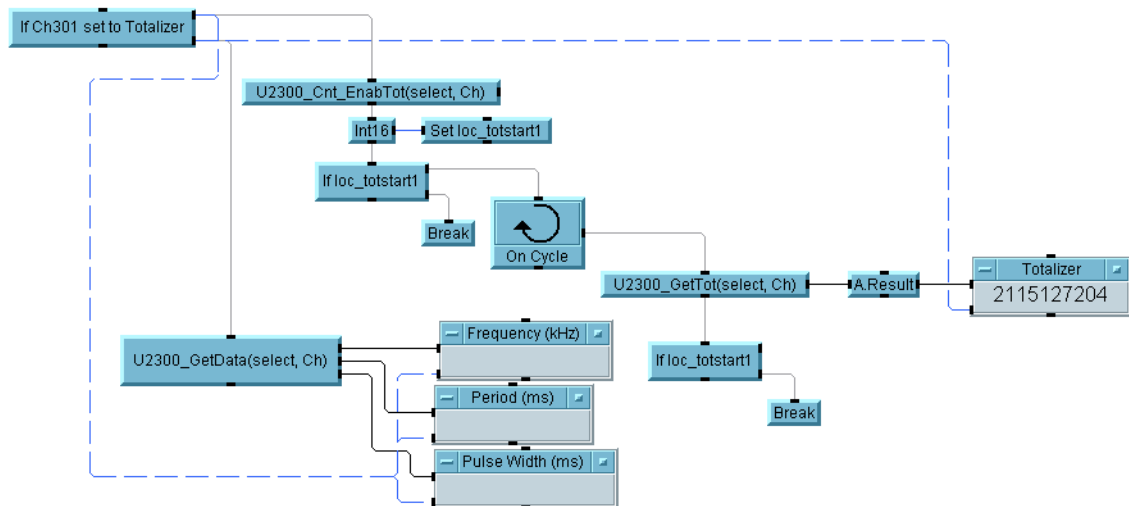 If Ch301 set to Totalizer
U2300_Cnt_EnabTot(select, Ch)
Int16
Set loc_totstart1
If loc_totstart1
Break
On Cycle
U2300_GetTot(select, Ch)
A.Result
Totalizer
2115127204
U2300_GetData(select, Ch)
Frequency (kHz)
If loc_totstart1
Period (ms)
Break
Pulse Width (ms)